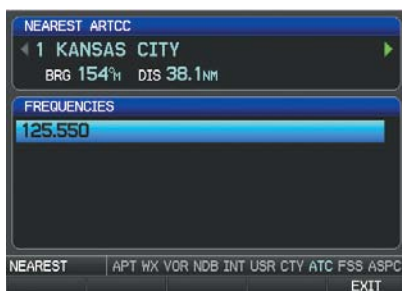 NEAREST ARTCC
1 KANSAS CITY
BRG 154°M DIS 38.1NM
FREQUENCIES
125.550
NEAREST APT WX VOR NDB INT USR CTY ATC FSS ASPC
EXIT